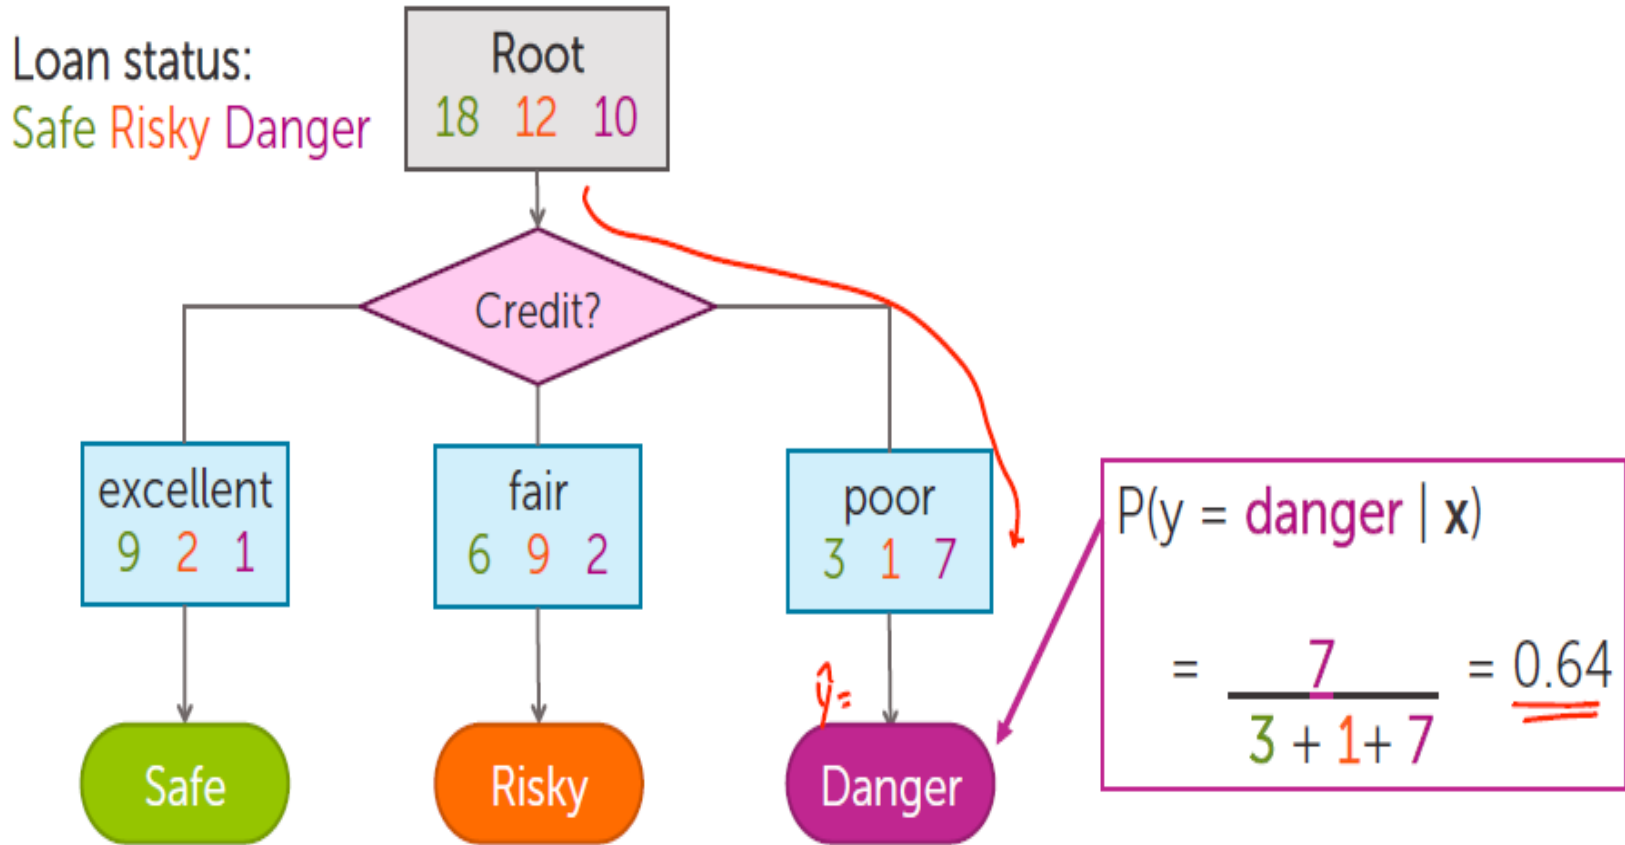 Loan status:
Safe Risky Danger
Root
18 12 10
Credit?
excellent
9 2 1
fair
6 9 2
poor
3 1 7
P(y = danger | x)
= 7 / 3 + 1+ 7 = 0.64
ŷ=
Safe
Risky
Danger